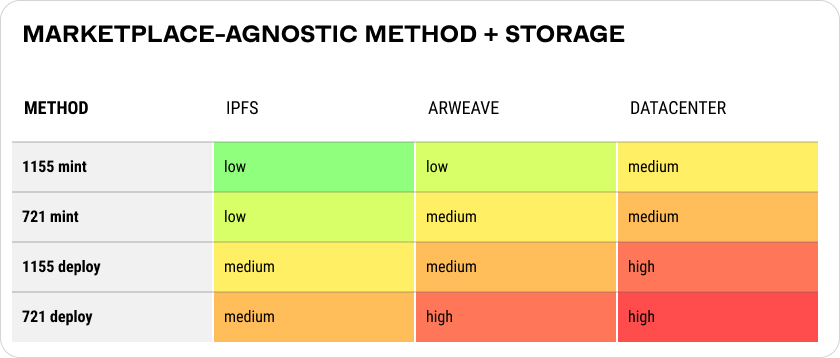 MARKETPLACE-AGNOSTIC METHOD + STORAGE
METHOD IPFS ARWEAVE DATACENTER
1155 mint low low medium
721 mint low medium medium
1155 deploy medium medium high
721 deploy medium high high